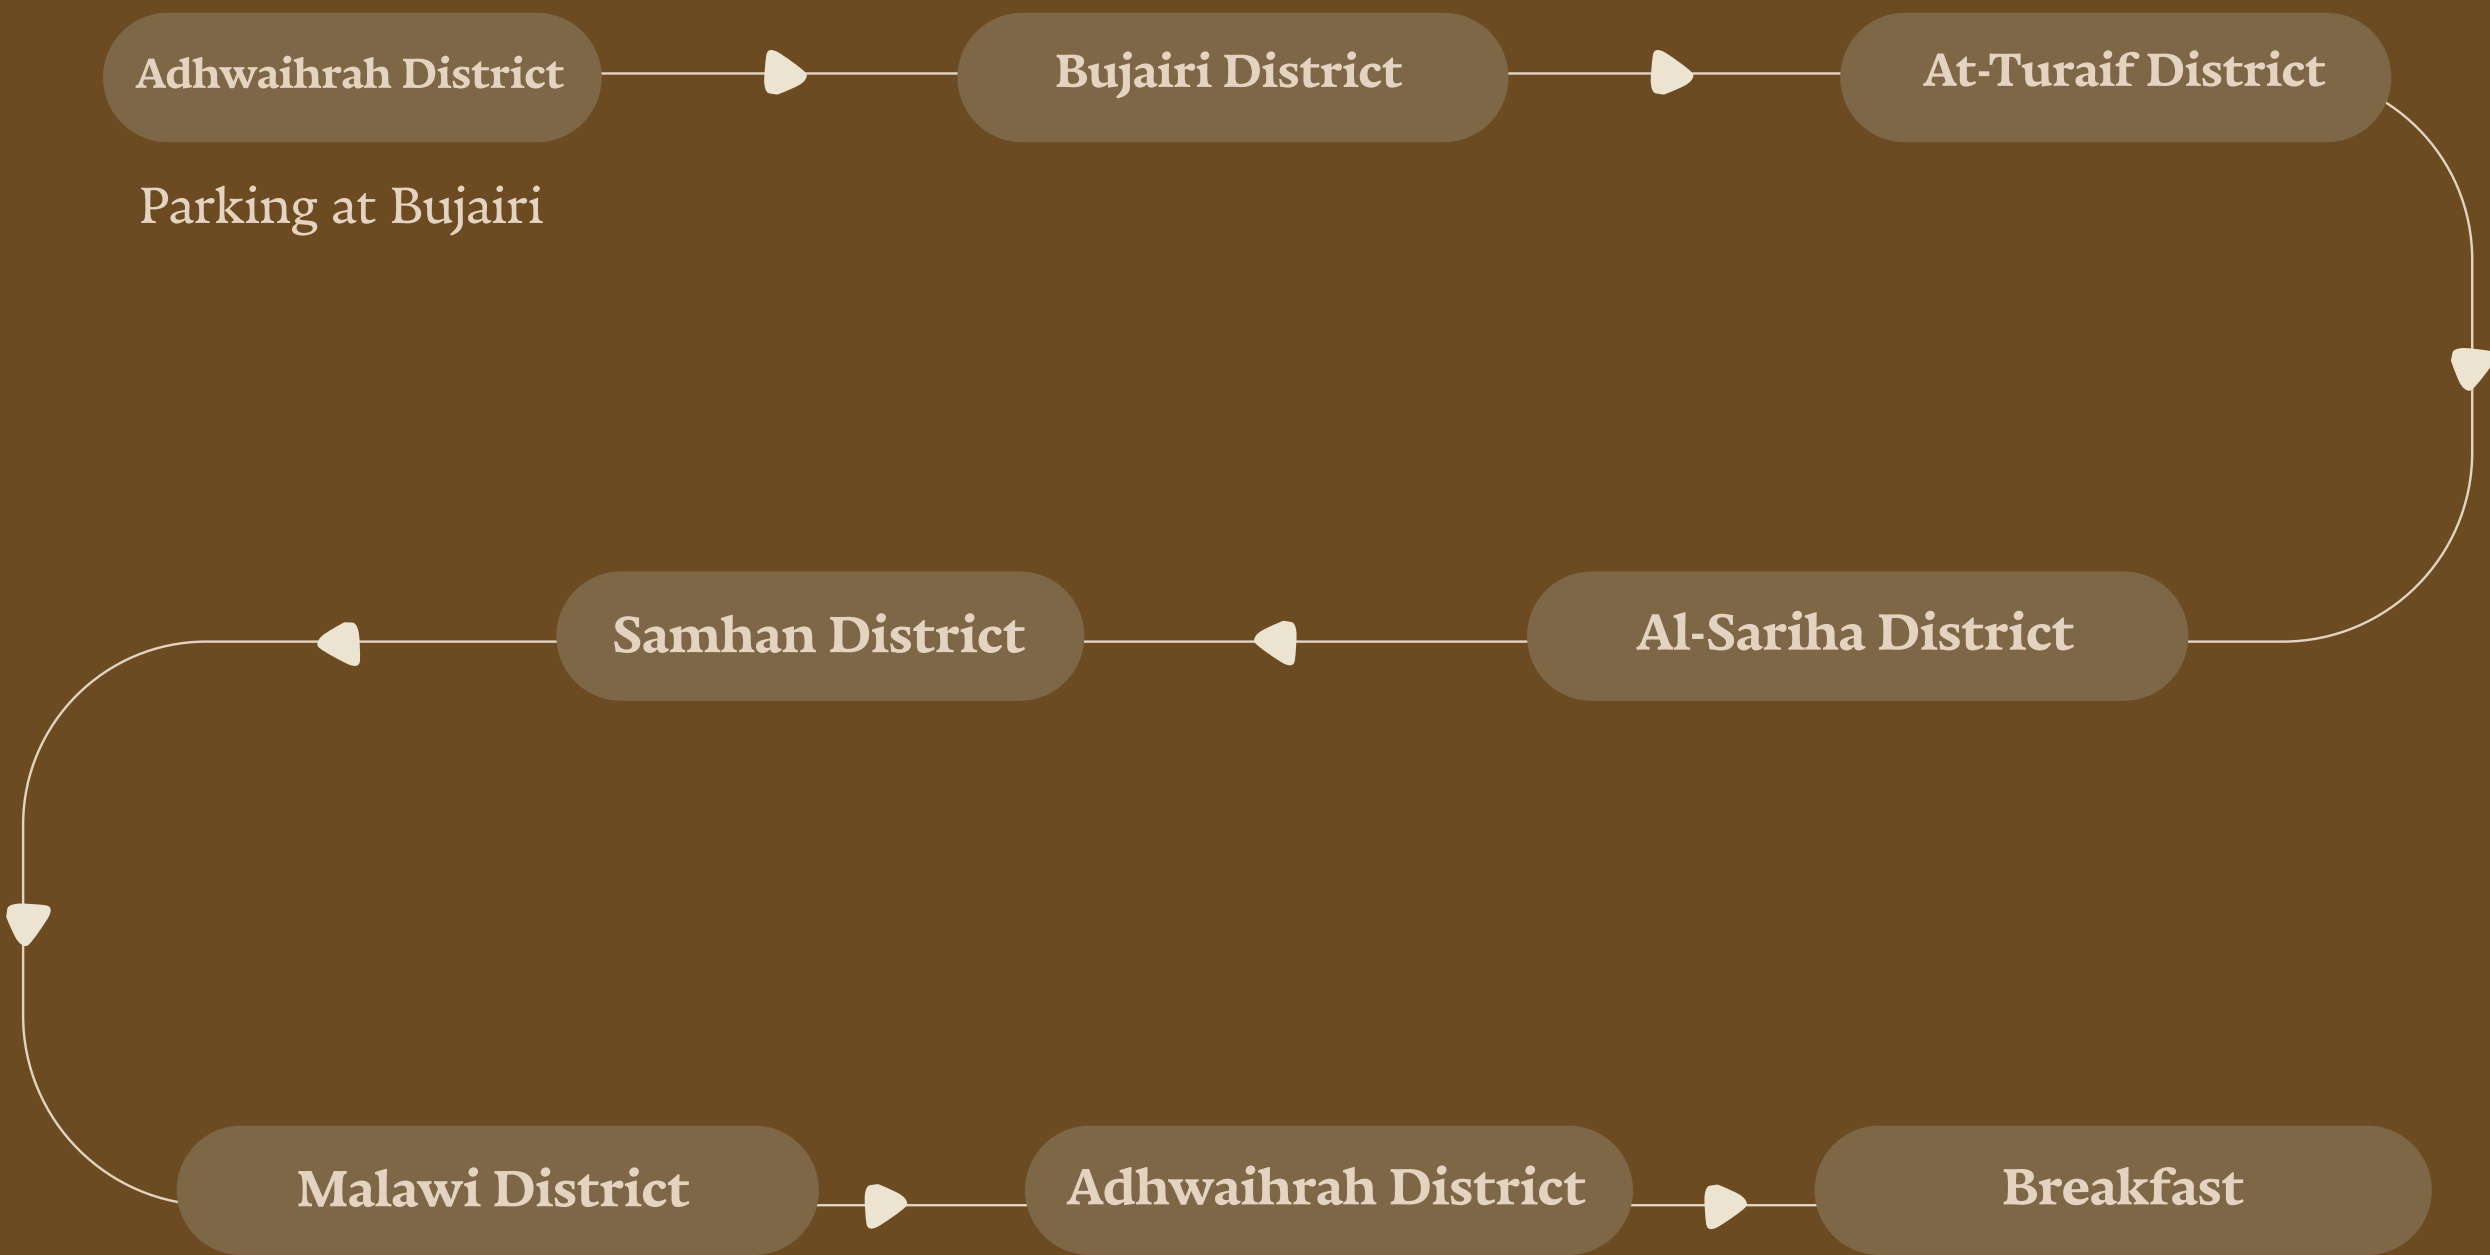 Adhwaihrah District
Bujairi District
At-Turaif District
Parking at Bujairi
Al-Sariha District
Samhan District
Malawi District
Adhwaihrah District
Breakfast